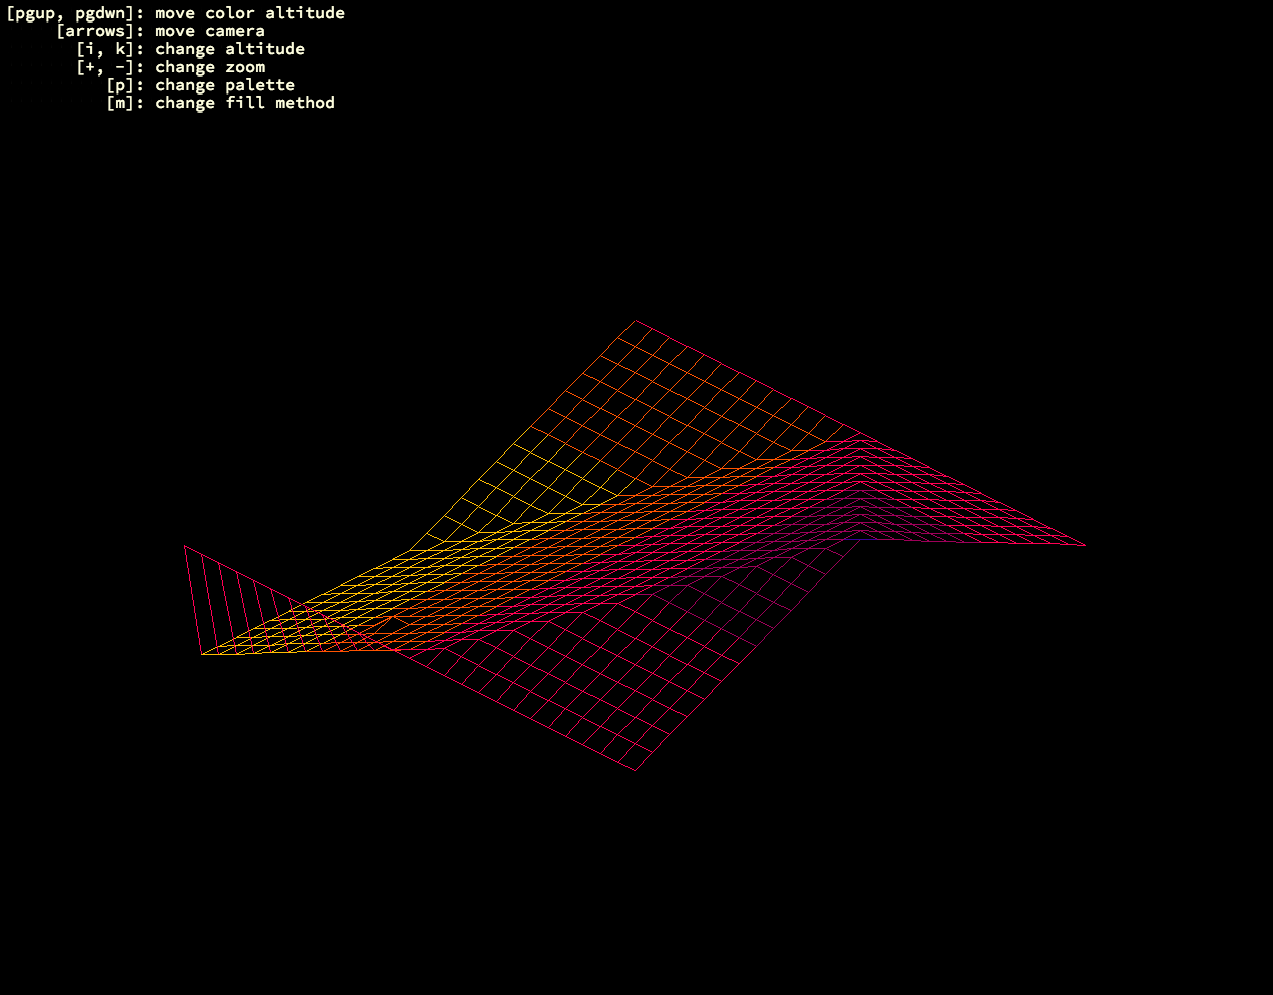 [pgup, pgdwn]: move color altitude
[arrows]: move camera
[i, k]: change altitude
[+, -]: change zoom
[p]: change palette
[m]: change fill method